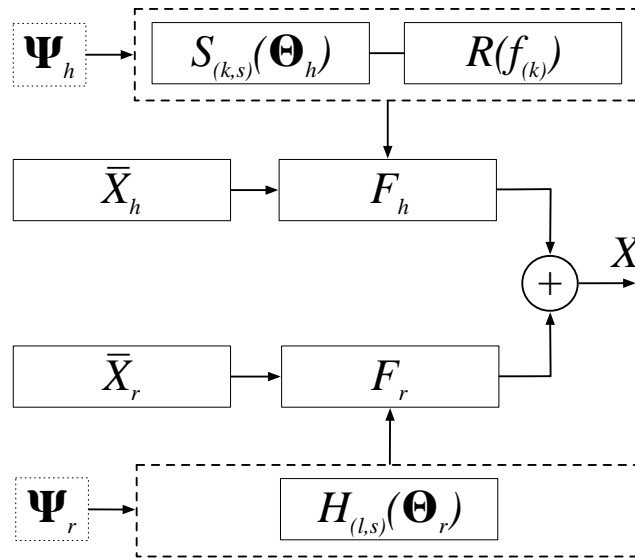 𝚿_h S_(k,s)(𝚯_h) R(f_(k))
X̅_h F_h
+ X
X̅_r F_r
𝚿_r H_(l,s)(𝚯_r)